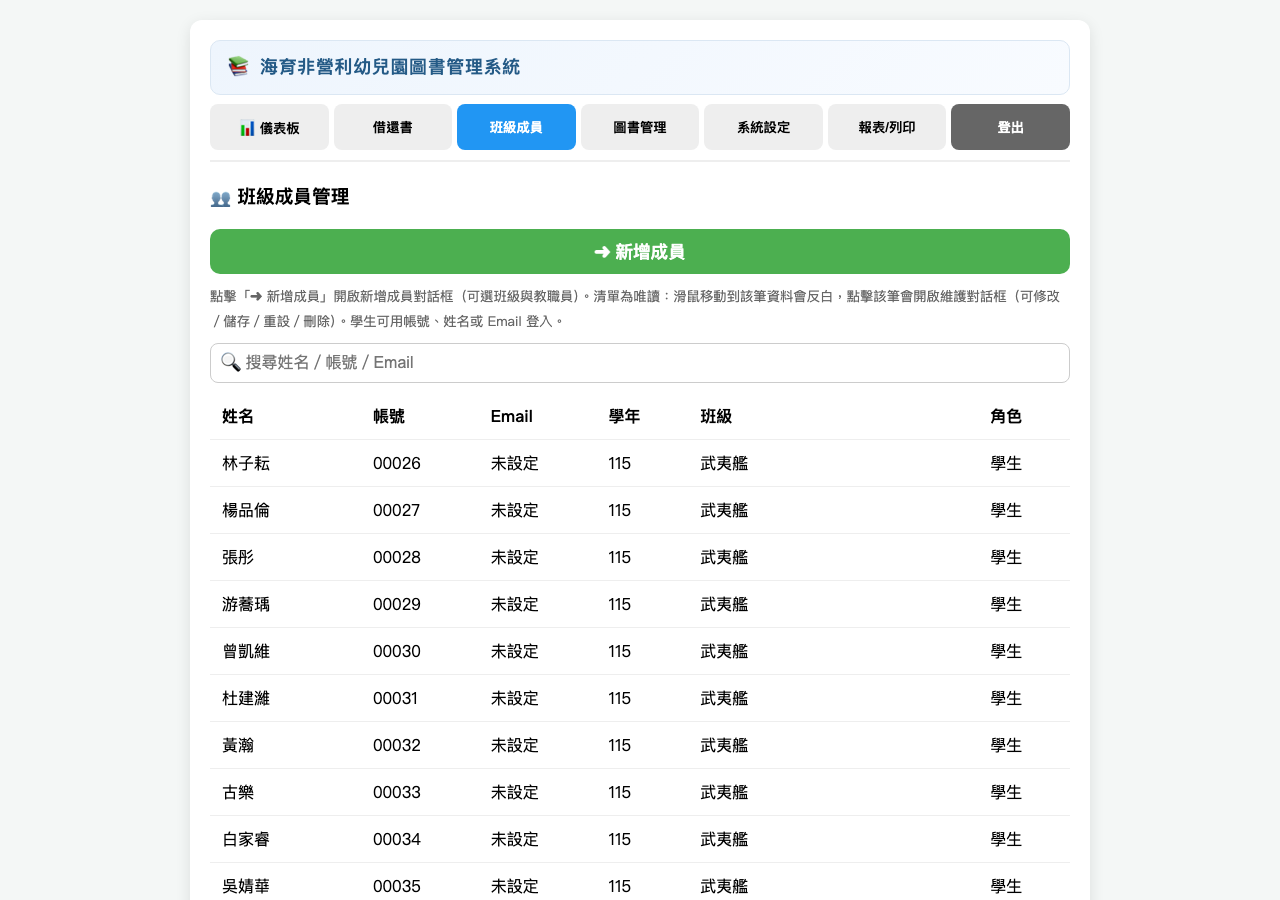 📚 海育非營利幼兒園圖書管理系統
📊 儀表板 借還書 班級成員 圖書管理 系統設定 報表/列印 登出
👥 班級成員管理
➜ 新增成員
點擊「➜ 新增成員」開啟新增成員對話框（可選班級與教職員）。清單為唯讀：滑鼠移動到該筆資料會反白，點擊該筆會開啟維護對話框（可修改
／儲存／重設／刪除）。學生可用帳號、姓名或 Email 登入。
🔍 搜尋姓名 / 帳號 / Email
姓名 帳號 Email 學年 班級 角色
林子耘 00026 未設定 115 武夷艦 學生
楊品倫 00027 未設定 115 武夷艦 學生
張彤 00028 未設定 115 武夷艦 學生
游蕎瑀 00029 未設定 115 武夷艦 學生
曾凱維 00030 未設定 115 武夷艦 學生
杜建濰 00031 未設定 115 武夷艦 學生
黃瀚 00032 未設定 115 武夷艦 學生
古樂 00033 未設定 115 武夷艦 學生
白家睿 00034 未設定 115 武夷艦 學生
吳婧華 00035 未設定 115 武夷艦 學生